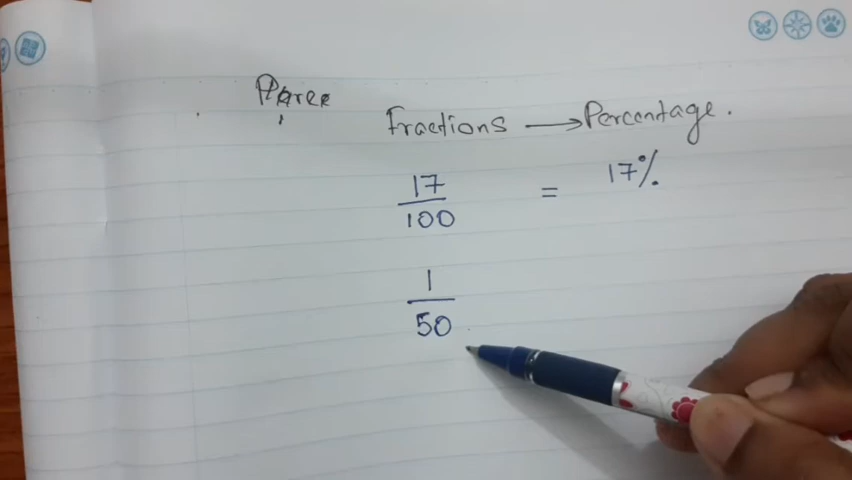 Fractions → Percentage.
17/100 = 17%
1/50